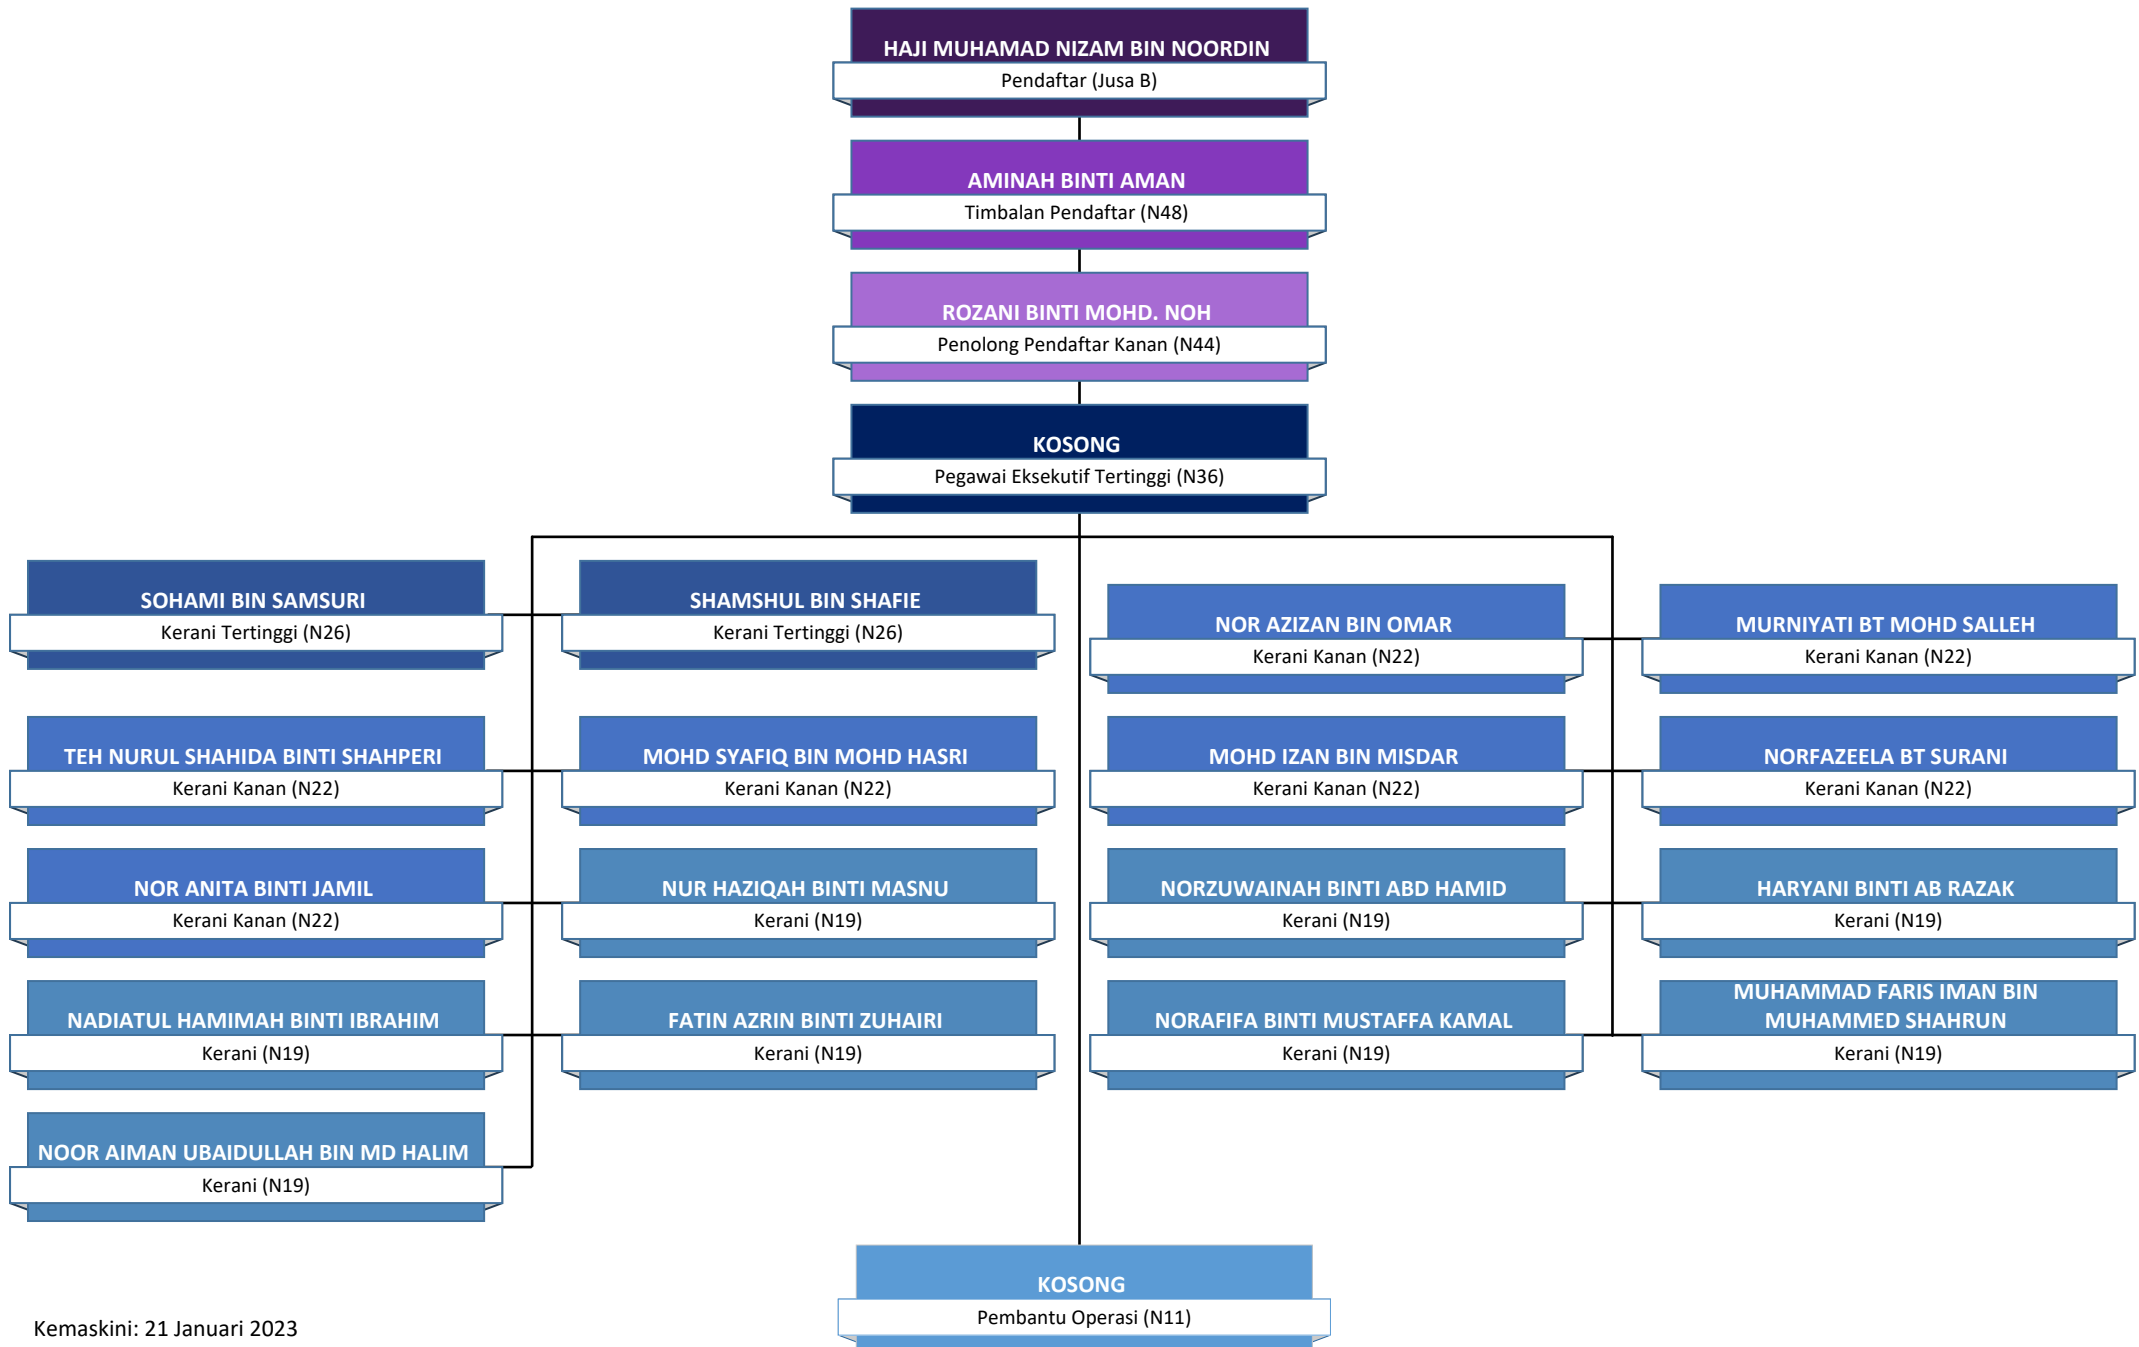 HAJI MUHAMAD NIZAM BIN NOORDIN
Pendaftar (Jusa B)
AMINAH BINTI AMAN
Timbalan Pendaftar (N48)
ROZANI BINTI MOHD. NOH
Penolong Pendaftar Kanan (N44)
KOSONG
Pegawai Eksekutif Tertinggi (N36)
SOHAMI BIN SAMSURI
Kerani Tertinggi (N26)
SHAMSHUL BIN SHAFIE
Kerani Tertinggi (N26)
NOR AZIZAN BIN OMAR
Kerani Kanan (N22)
MURNIYATI BT MOHD SALLEH
Kerani Kanan (N22)
TEH NURUL SHAHIDA BINTI SHAHPERI
Kerani Kanan (N22)
MOHD SYAFIQ BIN MOHD HASRI
Kerani Kanan (N22)
MOHD IZAN BIN MISDAR
Kerani Kanan (N22)
NORFAZEELA BT SURANI
Kerani Kanan (N22)
NOR ANITA BINTI JAMIL
Kerani Kanan (N22)
NUR HAZIQAH BINTI MASNU
Kerani (N19)
NORZUWAINAH BINTI ABD HAMID
Kerani (N19)
HARYANI BINTI AB RAZAK
Kerani (N19)
NADIATUL HAMIMAH BINTI IBRAHIM
Kerani (N19)
FATIN AZRIN BINTI ZUHAIRI
Kerani (N19)
NORAFIFA BINTI MUSTAFFA KAMAL
Kerani (N19)
MUHAMMAD FARIS IMAN BIN
MUHAMMED SHAHRUN
Kerani (N19)
NOOR AIMAN UBAIDULLAH BIN MD HALIM
Kerani (N19)
KOSONG
Pembantu Operasi (N11)
Kemaskini: 21 Januari 2023